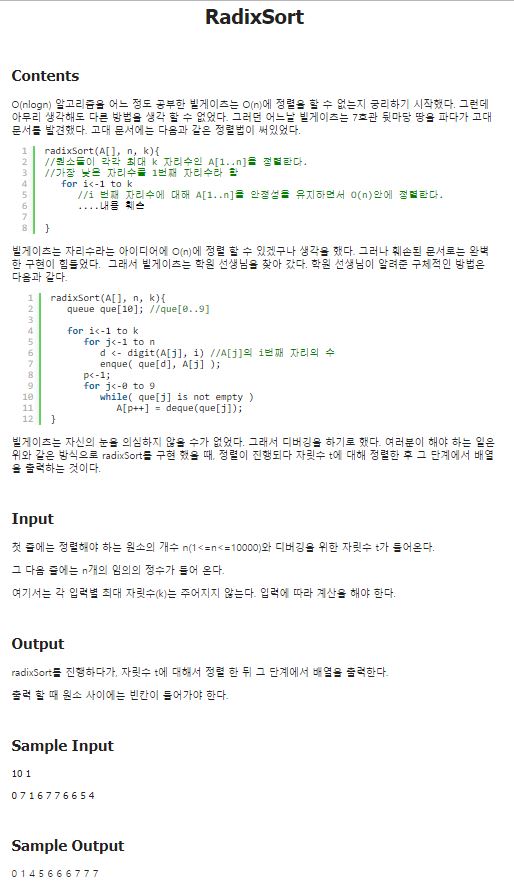 RadixSort
Contents
O(nlogn) 알고리즘을 어느 정도 공부한 빌게이츠는 O(n)에 정렬을 할 수 없는지 궁리하기 시작했다. 그런데
아무리 생각해도 다른 방법을 생각 할 수 없었다. 그러던 어느날 빌게이츠는 7호관 뒷마당 땅을 파다가 고대
문서를 발견했다. 고대 문서에는 다음과 같은 정렬법이 써있었다.
1 radixSort(A[], n, k){
2 //원소들이 각각 최대 k 자리수인 A[1..n]을 정렬한다.
3 //가장 낮은 자리수를 1번째 자리수라 함
4 for i<-1 to k
5 //i 번째 자리수에 대해 A[1..n]을 안정성을 유지하면서 O(n)안에 정렬한다.
6 ....내용 훼손
7
8 }
빌게이츠는 자리수라는 아이디어에 O(n)에 정렬 할 수 있겠구나 생각을 했다. 그러나 훼손된 문서로는 완벽
한 구현이 힘들었다. 그래서 빌게이츠는 학원 선생님을 찾아 갔다. 학원 선생님이 알려준 구체적인 방법은
다음과 같다.
1 radixSort(A[], n, k){
2 queue que[10]; //que[0..9]
3
4 for i<-1 to k
5 for j<-1 to n
6 d <- digit(A[j], i) //A[j]의 i번째 자리의 수
7 enque( que[d], A[j] );
8 p<-1;
9 for j<-0 to 9
10 while( que[j] is not empty )
11 A[p++] = deque(que[j]);
12 }
빌게이츠는 자신의 눈을 의심하지 않을 수가 없었다. 그래서 디버깅을 하기로 했다. 여러분이 해야 하는 일은
위와 같은 방식으로 radixSort를 구현 했을 때, 정렬이 진행되다 자릿수 t에 대해 정렬한 후 그 단계에서 배열
을 출력하는 것이다.
Input
첫 줄에는 정렬해야 하는 원소의 개수 n(1<=n<=10000)와 디버깅을 위한 자릿수 t가 들어온다.
그 다음 줄에는 n개의 임의의 정수가 들어 온다.
여기서는 각 입력별 최대 자릿수(k)는 주어지지 않는다. 입력에 따라 계산을 해야 한다.
Output
radixSort를 진행하다가, 자릿수 t에 대해서 정렬 한 뒤 그 단계에서 배열을 출력한다.
출력 할 때 원소 사이에는 빈칸이 들어가야 한다.
Sample Input
10 1
0 7 1 6 7 7 6 6 5 4
Sample Output
0 1 4 5 6 6 6 7 7 7